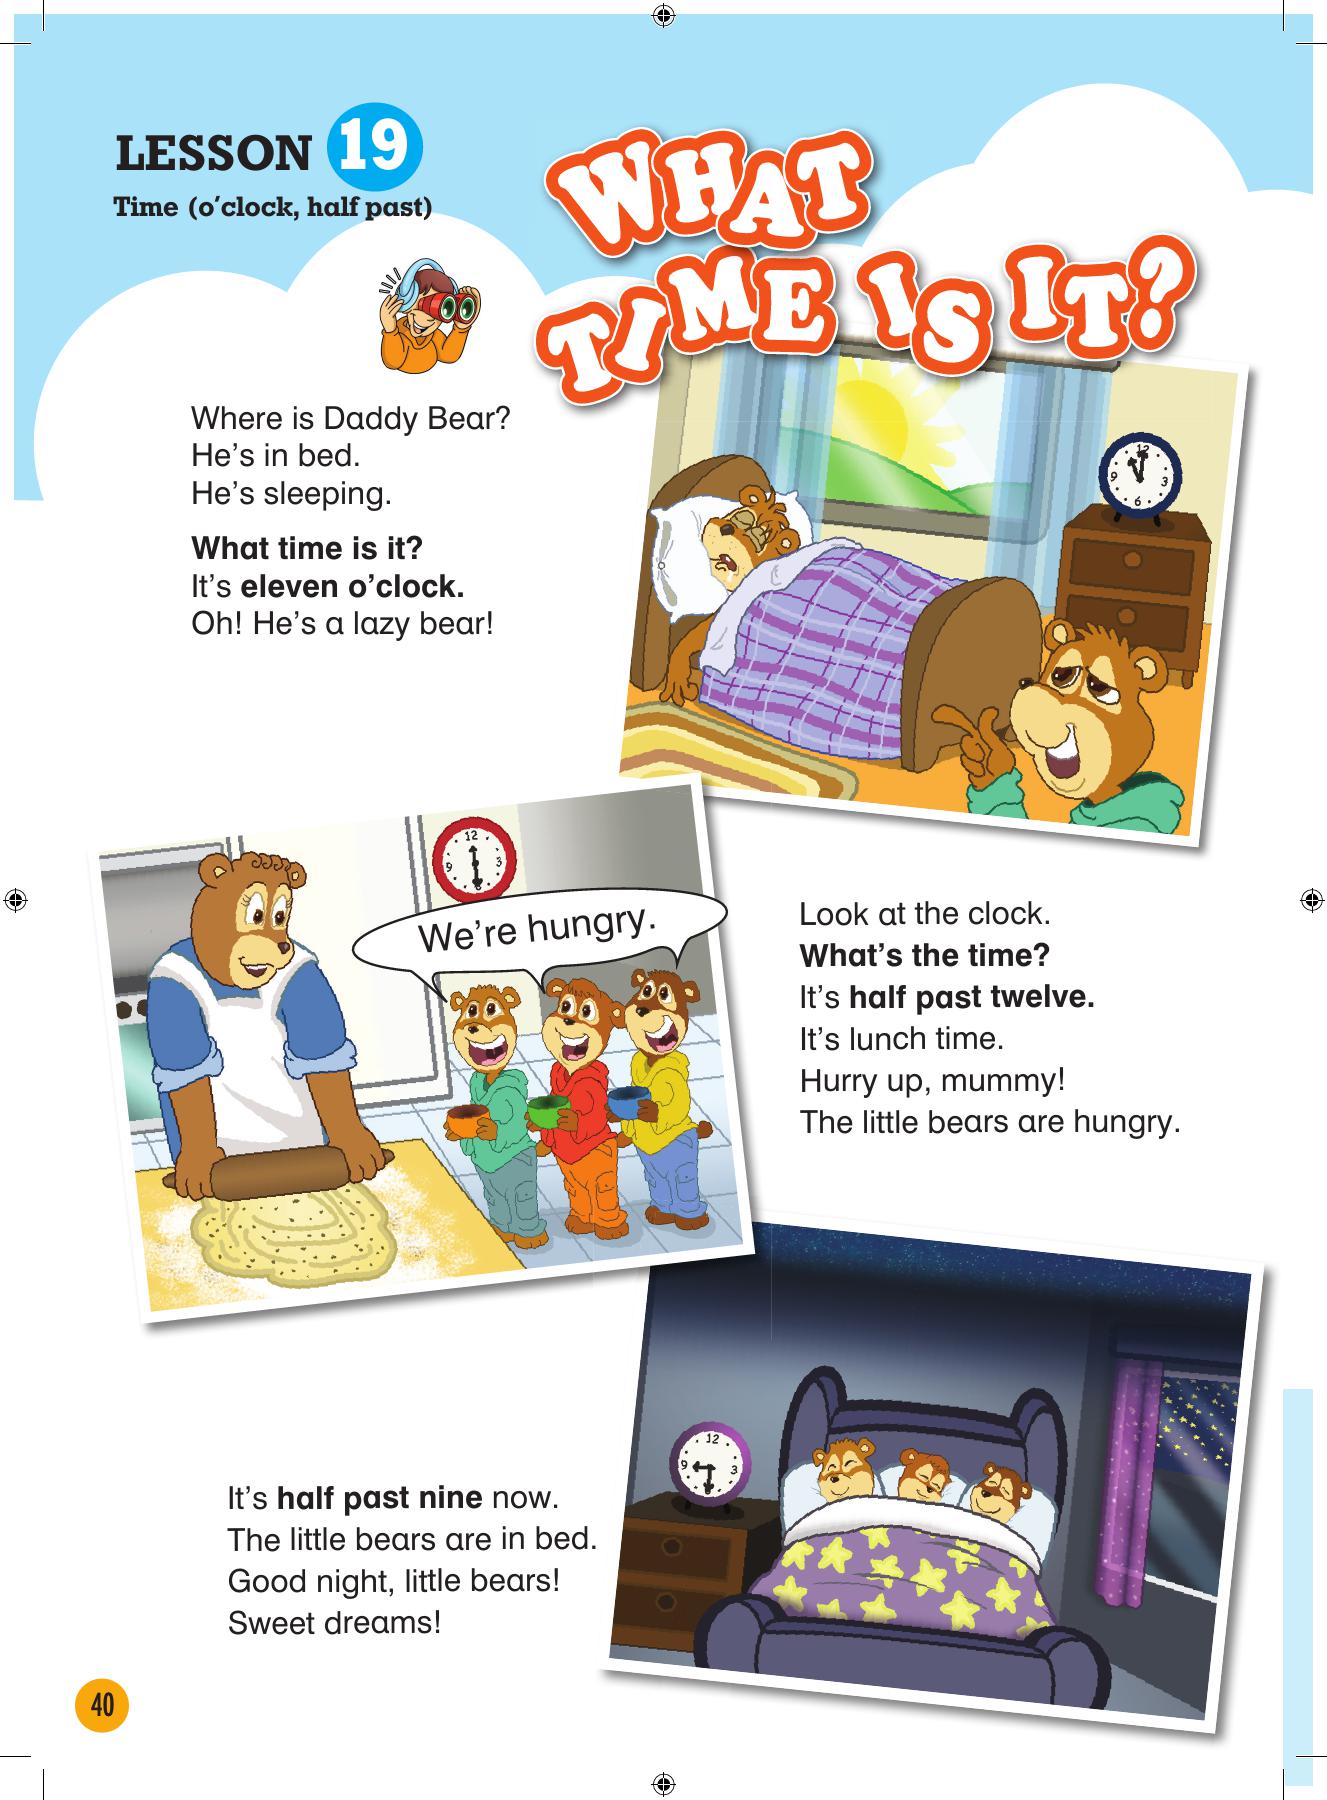 LESSON 19
Time (o’clock, half past)
WHAT
TIME IS IT?
Where is Daddy Bear?
He’s in bed.
He’s sleeping.
What time is it?
It’s eleven o’clock.
Oh! He’s a lazy bear!
12
9 3
6
12
9 3
6
We’re hungry.
Look at the clock.
What’s the time?
It’s half past twelve.
It’s lunch time.
Hurry up, mummy!
The little bears are hungry.
12
9 3
It’s half past nine now.
The little bears are in bed.
Good night, little bears!
Sweet dreams!
40